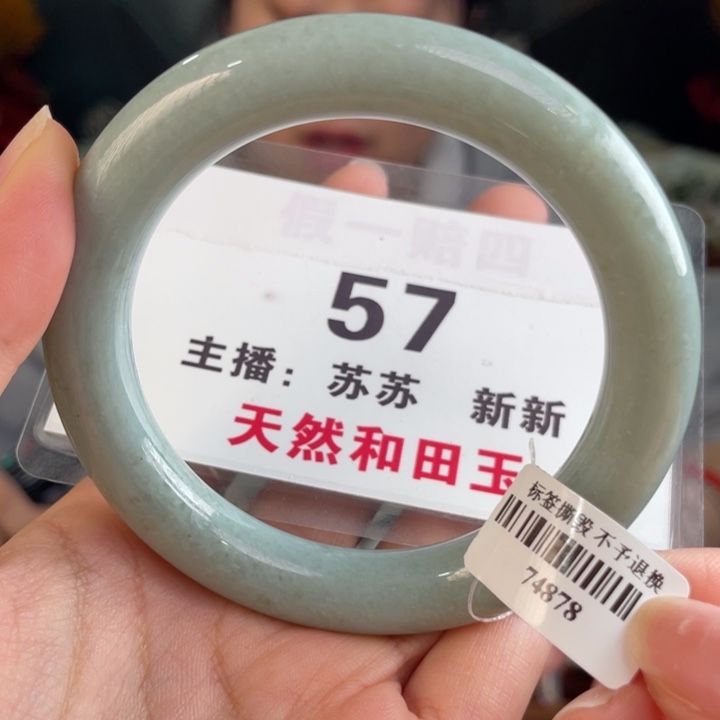 假一赔四
57
主播：苏苏 新新
天然和田玉
标签撕毁 不予退换
74878